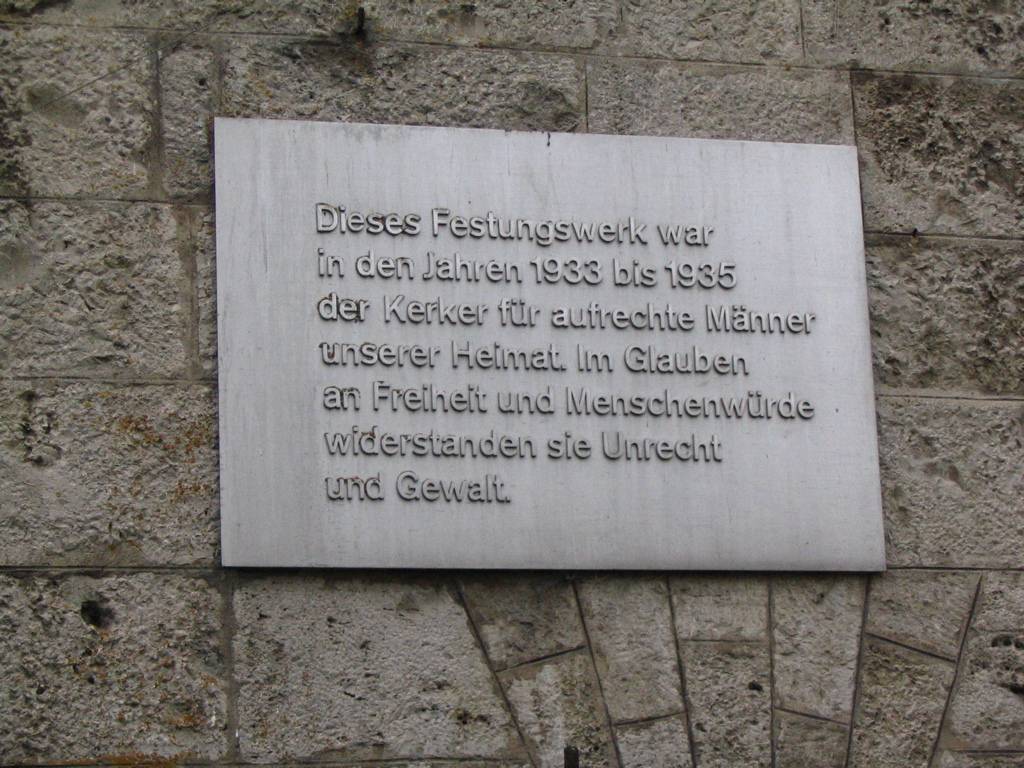 Dieses Festungswerk war
in den Jahren 1933 bis 1935
der Kerker für aufrechte Männer
unserer Heimat. Im Glauben
an Freiheit und Menschenwürde
widerstanden sie Unrecht
und Gewalt.